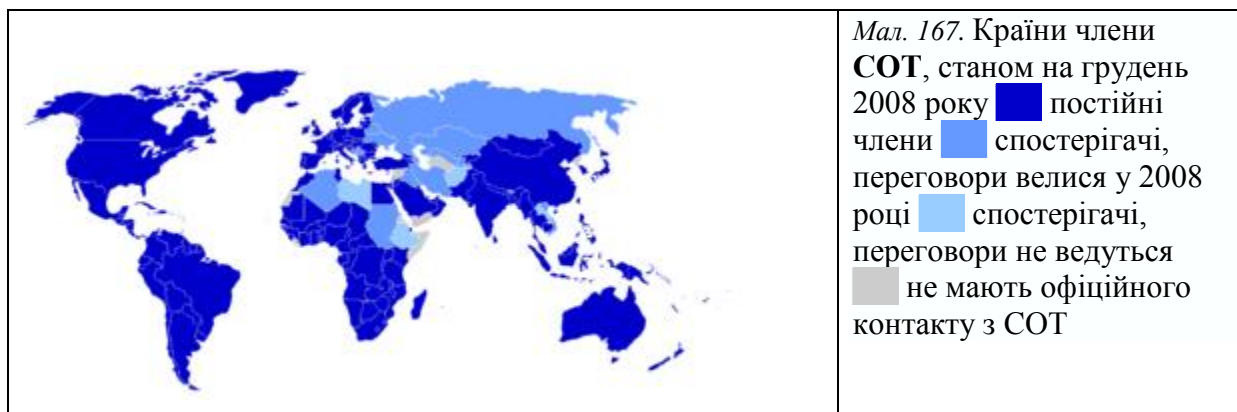 Мал. 167. Країни члени
СОТ, станом на грудень
2008 року постійні
члени спостерігачі,
переговори велися у 2008
році спостерігачі,
переговори не ведуться
не мають офіційного
контакту з СОТ